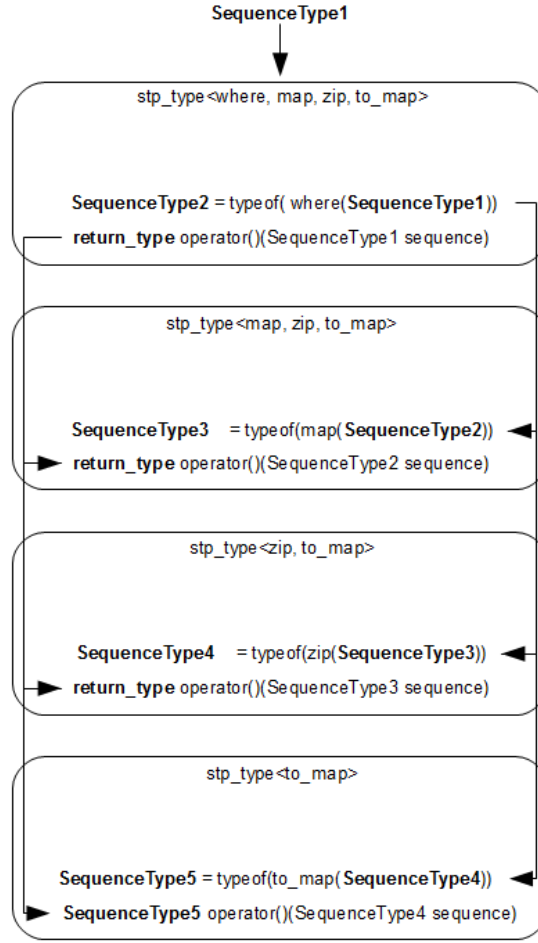 SequenceType1
stp_type<where, map, zip, to_map>
SequenceType2 = typeof( where(SequenceType1))
return_type operator()(SequenceType1 sequence)
stp_type<map, zip, to_map>
SequenceType3 = typeof(map(SequenceType2))
return_type operator()(SequenceType2 sequence)
stp_type<zip, to_map>
SequenceType4 = typeof(zip(SequenceType3))
return_type operator()(SequenceType3 sequence)
stp_type<to_map>
SequenceType5 = typeof(to_map(SequenceType4))
SequenceType5 operator()(SequenceType4 sequence)